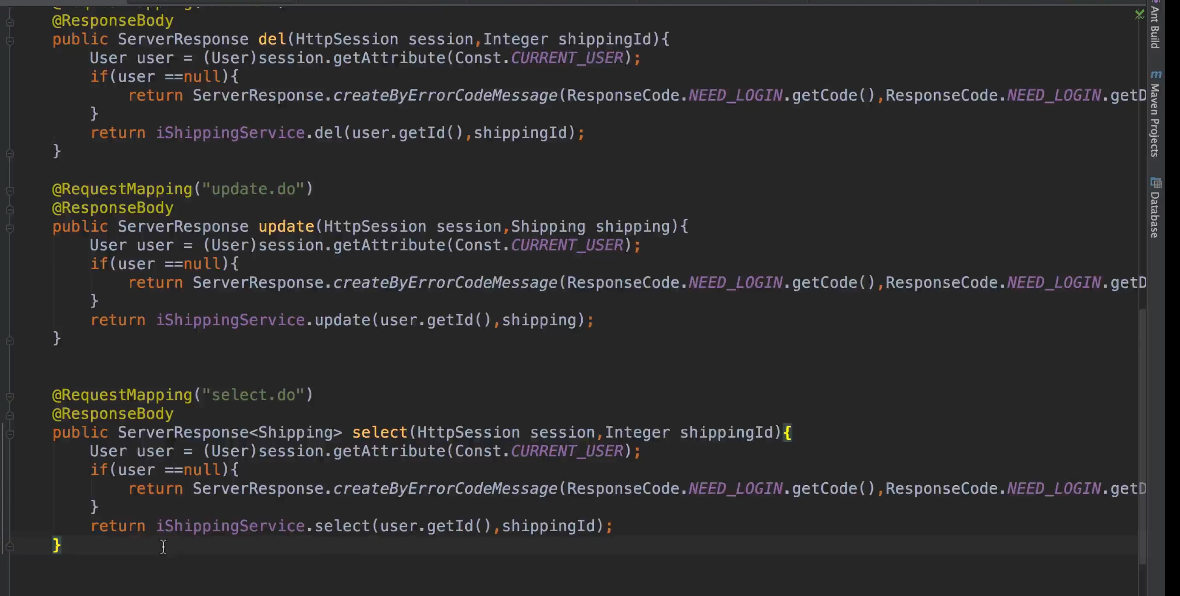 @ResponseBody
public ServerResponse del(HttpSession session,Integer shippingId){
User user = (User)session.getAttribute(Const.CURRENT_USER);
if(user ==null){
return ServerResponse.createByErrorCodeMessage(ResponseCode.NEED_LOGIN.getCode(),ResponseCode.NEED_LOGIN.getD
}
return iShippingService.del(user.getId(),shippingId);
}
@RequestMapping("update.do")
@ResponseBody
public ServerResponse update(HttpSession session,Shipping shipping){
User user = (User)session.getAttribute(Const.CURRENT_USER);
if(user ==null){
return ServerResponse.createByErrorCodeMessage(ResponseCode.NEED_LOGIN.getCode(),ResponseCode.NEED_LOGIN.getD
}
return iShippingService.update(user.getId(),shipping);
}
@RequestMapping("select.do")
@ResponseBody
public ServerResponse<Shipping> select(HttpSession session,Integer shippingId){
User user = (User)session.getAttribute(Const.CURRENT_USER);
if(user ==null){
return ServerResponse.createByErrorCodeMessage(ResponseCode.NEED_LOGIN.getCode(),ResponseCode.NEED_LOGIN.getD
}
return iShippingService.select(user.getId(),shippingId);
}
Ant Build
m Maven Projects
Database